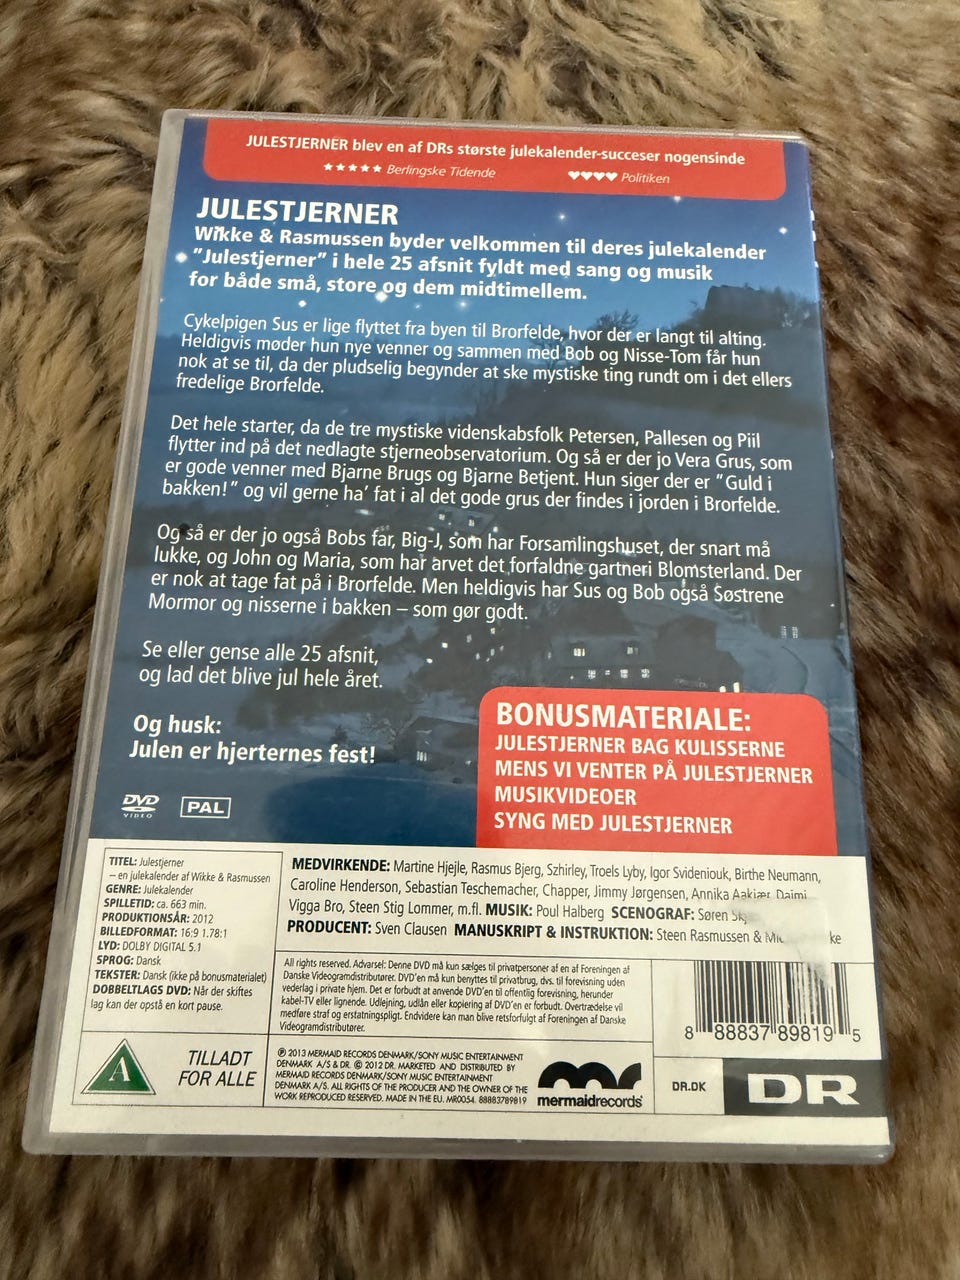 JULESTJERNER blev en af DRs største julekalender-succeser nogensinde
★★★★★ Berlingske Tidende ♥♥♥♥ Politiken
JULESTJERNER
Wikke & Rasmussen byder velkommen til deres julekalender
”Julestjerner” i hele 25 afsnit fyldt med sang og musik
for både små, store og dem midtimellem.
Cykelpigen Sus er lige flyttet fra byen til Brorfelde, hvor der er langt til alting.
Heldigvis møder hun nye venner og sammen med Bob og Nisse-Tom får hun
nok at se til, da der pludselig begynder at ske mystiske ting rundt om i det ellers
fredelige Brorfelde.
Det hele starter, da de tre mystiske videnskabsfolk Petersen, Pallesen og Piil
flytter ind på det nedlagte stjerneobservatorium. Og så er der jo Vera Grus, som
er gode venner med Bjarne Brugs og Bjarne Betjent. Hun siger der er ”Guld i
bakken!” og vil gerne ha’ fat i al det gode grus der findes i jorden i Brorfelde.
Og så er der jo også Bobs far, Big-J, som har Forsamlingshuset, der snart må
lukke, og John og Maria, som har arvet det forfaldne gartneri Blomsterland. Der
er nok at tage fat på i Brorfelde. Men heldigvis har Sus og Bob også Søstrene
Mormor og nisserne i bakken – som gør godt.
Se eller gense alle 25 afsnit,
og lad det blive jul hele året.
Og husk:
Julen er hjerternes fest!
BONUSMATERIALE:
JULESTJERNER BAG KULISSERNE
MENS VI VENTER PÅ JULESTJERNER
MUSIKVIDEOER
SYNG MED JULESTJERNER
DVD
VIDEO
PAL
TITEL: Julestjerner
– en julekalender af Wikke & Rasmussen
GENRE: Julekalender
SPILLETID: ca. 663 min.
PRODUKTIONSÅR: 2012
BILLEDFORMAT: 16:9 1.78:1
LYD: DOLBY DIGITAL 5.1
SPROG: Dansk
TEKSTER: Dansk (ikke på bonusmaterialet)
DOBBELTLAGS DVD: Når der skiftes
lag kan der opstå en kort pause.
MEDVIRKENDE: Martine Hjejle, Rasmus Bjerg, Szhirley, Troels Lyby, Igor Svideniouk, Birthe Neumann,
Caroline Henderson, Sebastian Teschemacher, Chapper, Jimmy Jørgensen, Annika Aakjær, Daimi,
Vigga Bro, Steen Stig Lommer, m.fl. MUSIK: Poul Halberg SCENOGRAF: Søren
PRODUCER: Sven Clausen MANUSKRIPT & INSTRUKTION: Steen Rasmussen &
All rights reserved. Advarsel: Denne DVD må kun sælges til privatpersoner af en af Foreningen af
Danske Videogramdistributører. DVD’en må kun benyttes til privatbrug, dvs. til forevisning uden
vederlag i private hjem. Det er forbudt at anvende DVD’en til offentlig forevisning, herunder
kabel-TV eller lignende. Udlejning, udlån eller kopiering af DVD’en er forbudt. Overtrædelse vil
medføre straf og erstatningspligt. Endvidere kan man blive retsforfulgt af Foreningen af Danske
Videogramdistributører.
8 88837 89819 5
A
TILLADT
FOR ALLE
℗ 2013 MERMAID RECORDS DENMARK/SONY MUSIC ENTERTAINMENT
DENMARK A/S & DR. © 2012 DR. MARKETED AND DISTRIBUTED BY
MERMAID RECORDS DENMARK/SONY MUSIC ENTERTAINMENT
DENMARK A/S. ALL RIGHTS OF THE PRODUCER AND THE OWNER OF THE
WORK REPRODUCED RESERVED. MADE IN THE EU. MR0054. 88883789819
mermaidrecords
DR.DK
DR